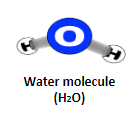 O
H H
Water molecule
(H2O)